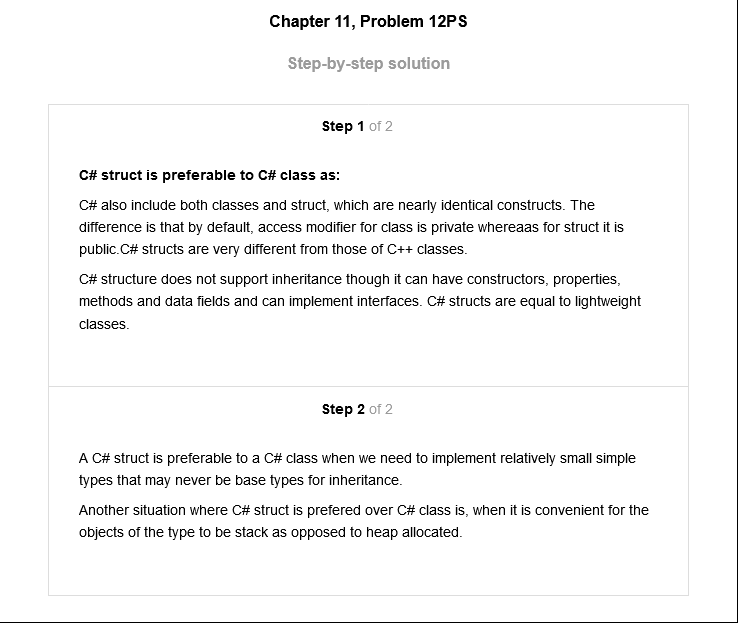 Chapter 11, Problem 12PS
Step-by-step solution
Step 1 of 2
C# struct is preferable to C# class as:
C# also include both classes and struct, which are nearly identical constructs. The
difference is that by default, access modifier for class is private whereaas for struct it is
public.C# structs are very different from those of C++ classes.
C# structure does not support inheritance though it can have constructors, properties,
methods and data fields and can implement interfaces. C# structs are equal to lightweight
classes.
Step 2 of 2
A C# struct is preferable to a C# class when we need to implement relatively small simple
types that may never be base types for inheritance.
Another situation where C# struct is prefered over C# class is, when it is convenient for the
objects of the type to be stack as opposed to heap allocated.